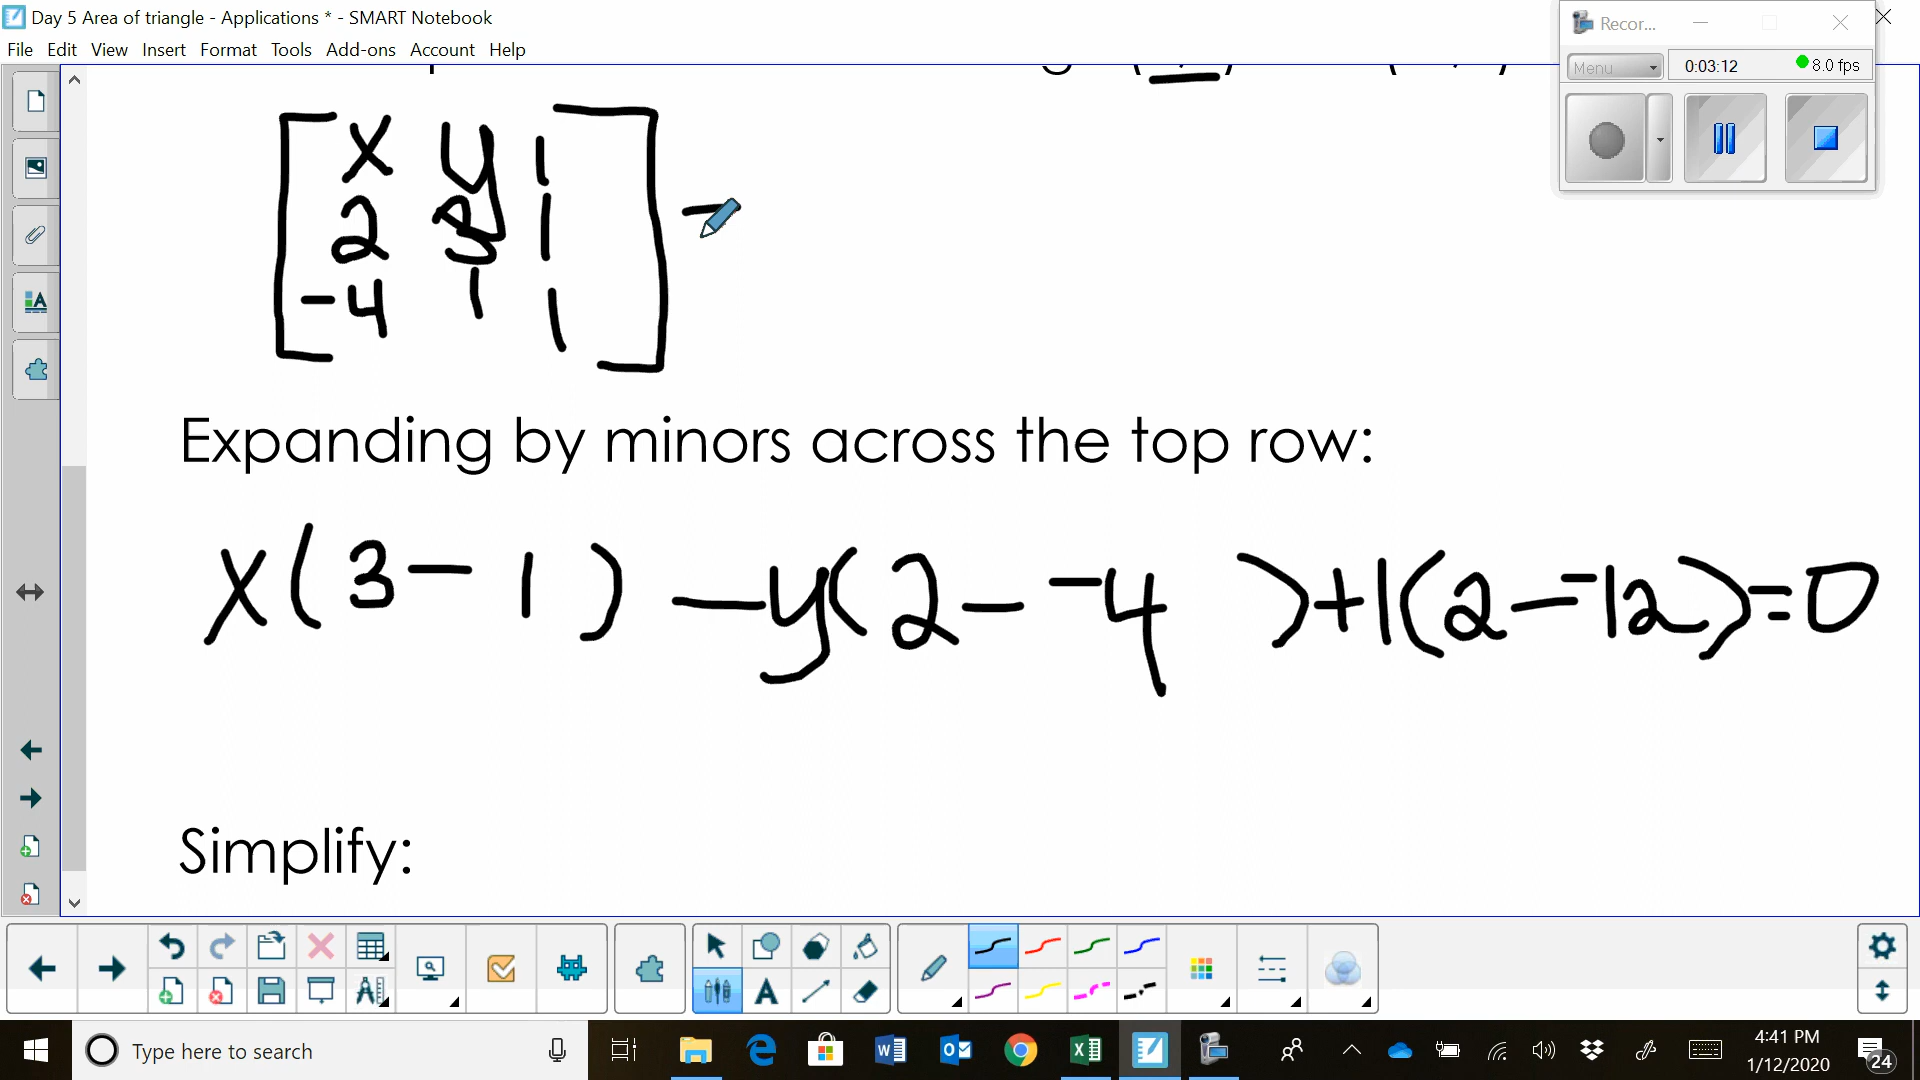 Day 5 Area of triangle - Applications * - SMART Notebook
File Edit View Insert Format Tools Add-ons Account Help
Recor...
Menu 0:03:12 8.0 fps
x y 1
2 3 1
-4 1 1
Expanding by minors across the top row:
x(3-1) -y(2--4 )+1(2--12)=0
Simplify:
Type here to search
4:41 PM
1/12/2020
24